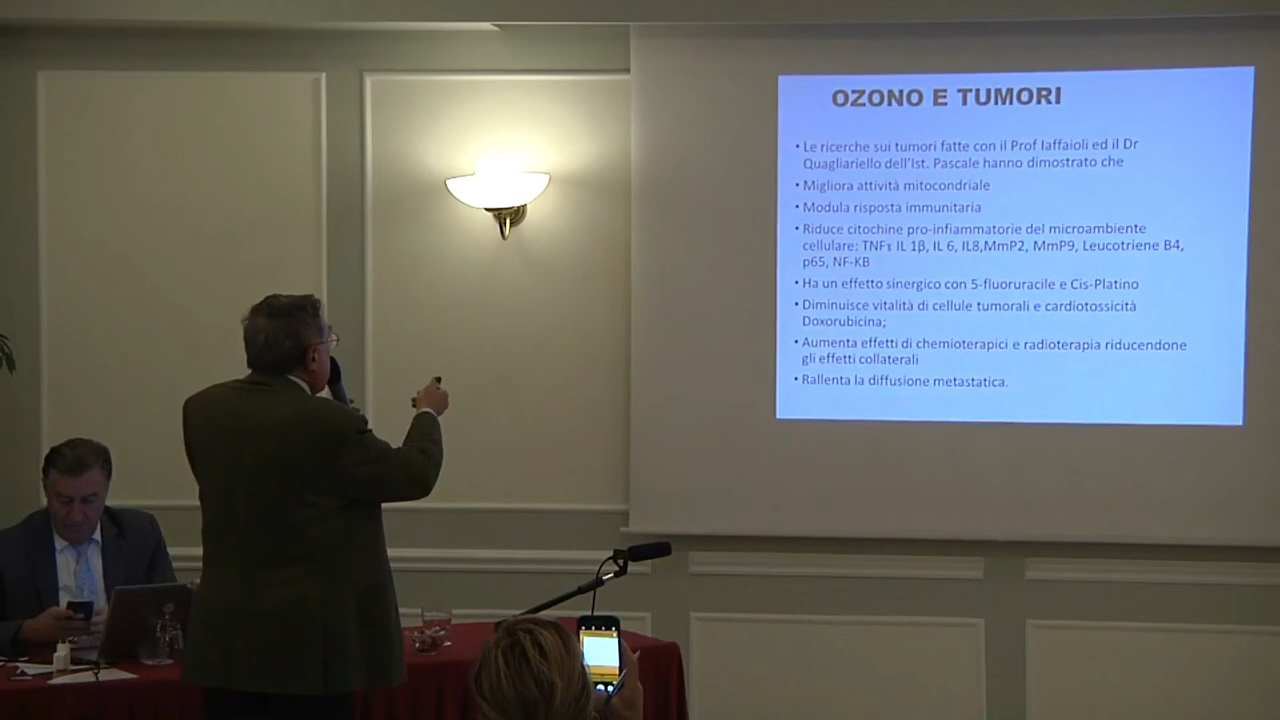 OZONO E TUMORI
• Le ricerche sui tumori fatte con il Prof Iaffaioli ed il Dr
Quagliariello dell'Ist. Pascale hanno dimostrato che
• Migliora attività mitocondriale
• Modula risposta immunitaria
• Riduce citochine pro-infiammatorie del microambiente
cellulare: TNFτ IL 1β, IL 6, IL8,MmP2, MmP9, Leucotriene B4,
p65, NF-KB
• Ha un effetto sinergico con 5-fluoruracile e Cis-Platino
• Diminuisce vitalità di cellule tumorali e cardiotossicità
Doxorubicina;
• Aumenta effetti di chemioterapici e radioterapia riducendone
gli effetti collaterali
• Rallenta la diffusione metastatica.